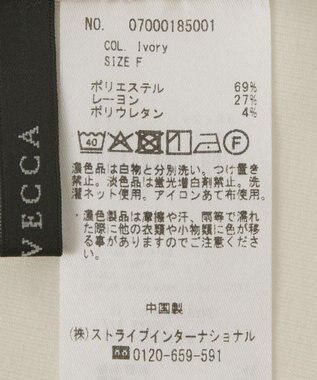 NO. 07000185001
COL. Ivory
SIZE F
ポリエステル 69%
レーヨン 27%
ポリウレタン 4%
40 F
濃色品は白物と分別洗い。つけ置き
禁止。淡色品は蛍光増白剤禁止。洗
濯ネット使用。アイロンあて布使用。
・濃色製品は摩擦や汗、雨等で濡れ
た際に他の衣類や小物類に色が移
る事がありますのでご注意くださ
い。
中国製
(株)ストライプインターナショナル
0120-659-591
VECCA